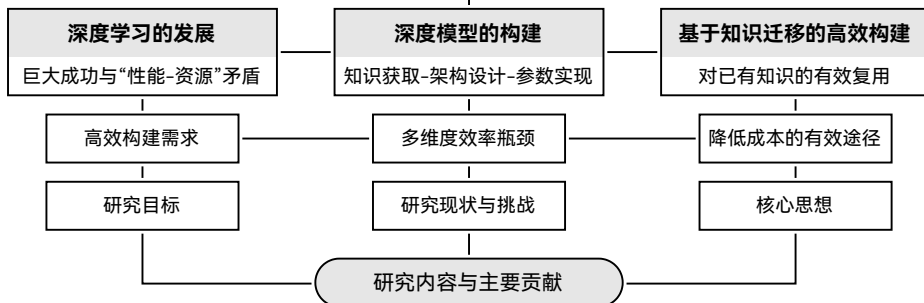 深度学习的发展
深度模型的构建
基于知识迁移的高效构建
巨大成功与“性能-资源”矛盾
知识获取-架构设计-参数实现
对已有知识的有效复用
高效构建需求
多维度效率瓶颈
降低成本的有效途径
研究目标
研究现状与挑战
核心思想
研究内容与主要贡献